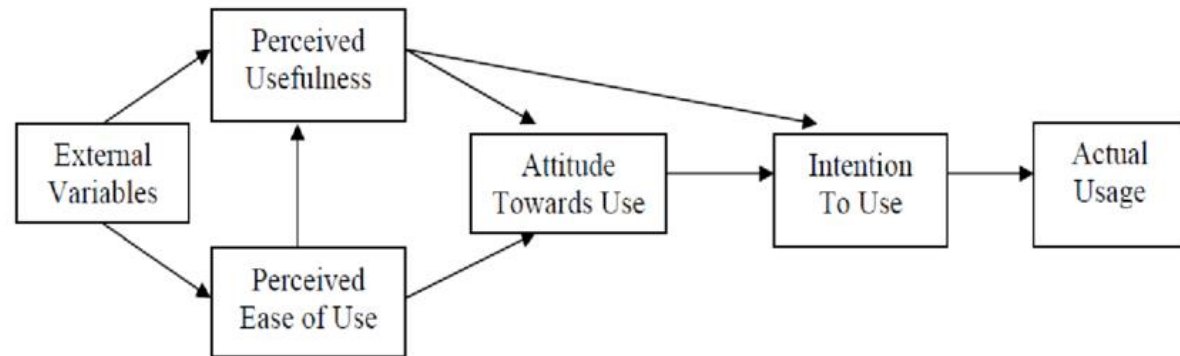 Perceived
Usefulness
External
Variables
Perceived
Ease of Use
Attitude
Towards Use
Intention
To Use
Actual
Usage